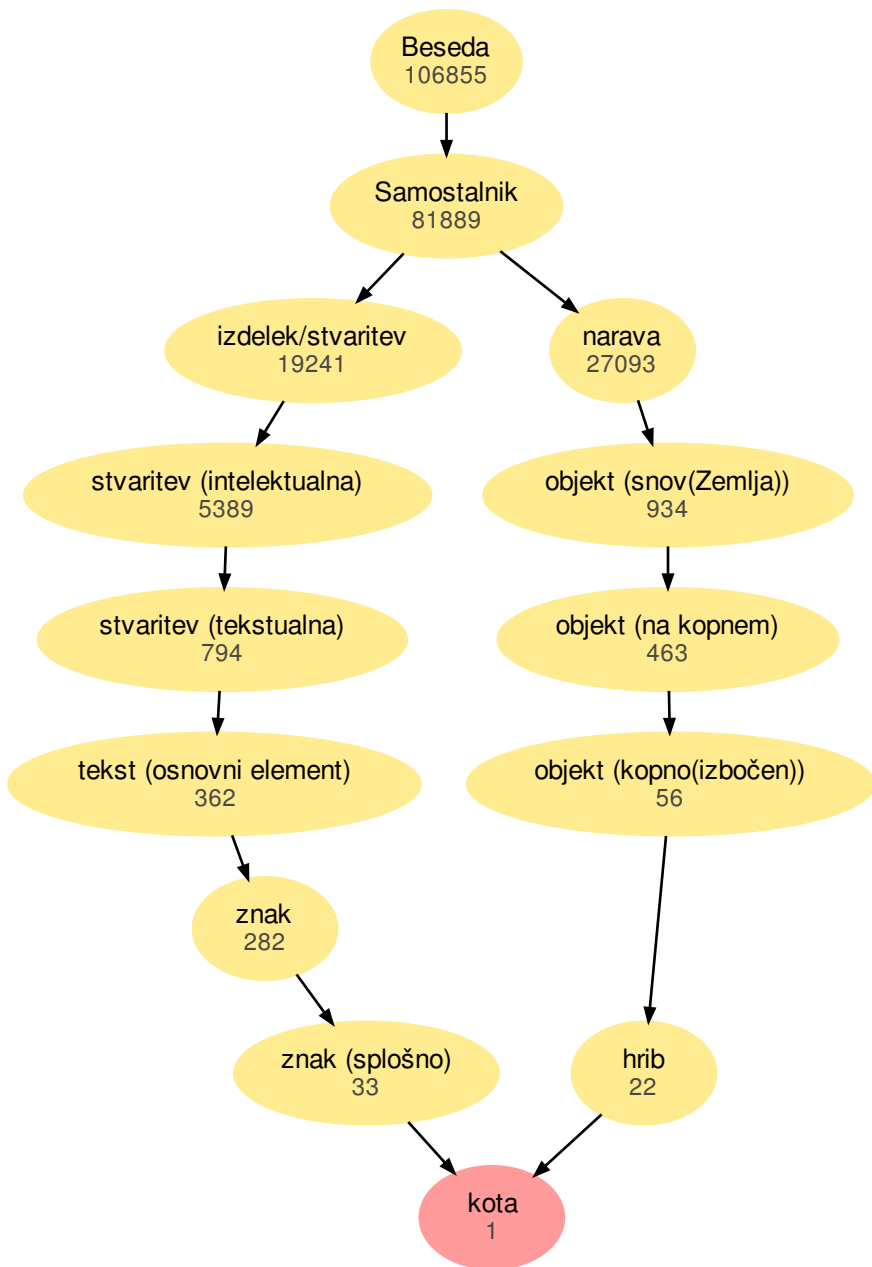 Beseda
106855
Samostalnik
81889
izdelek/stvaritev
19241
narava
27093
stvaritev (intelektualna)
5389
objekt (snov(Zemlja))
934
stvaritev (tekstualna)
794
objekt (na kopnem)
463
tekst (osnovni element)
362
objekt (kopno(izbočen))
56
znak
282
znak (splošno)
33
hrib
22
kota
1